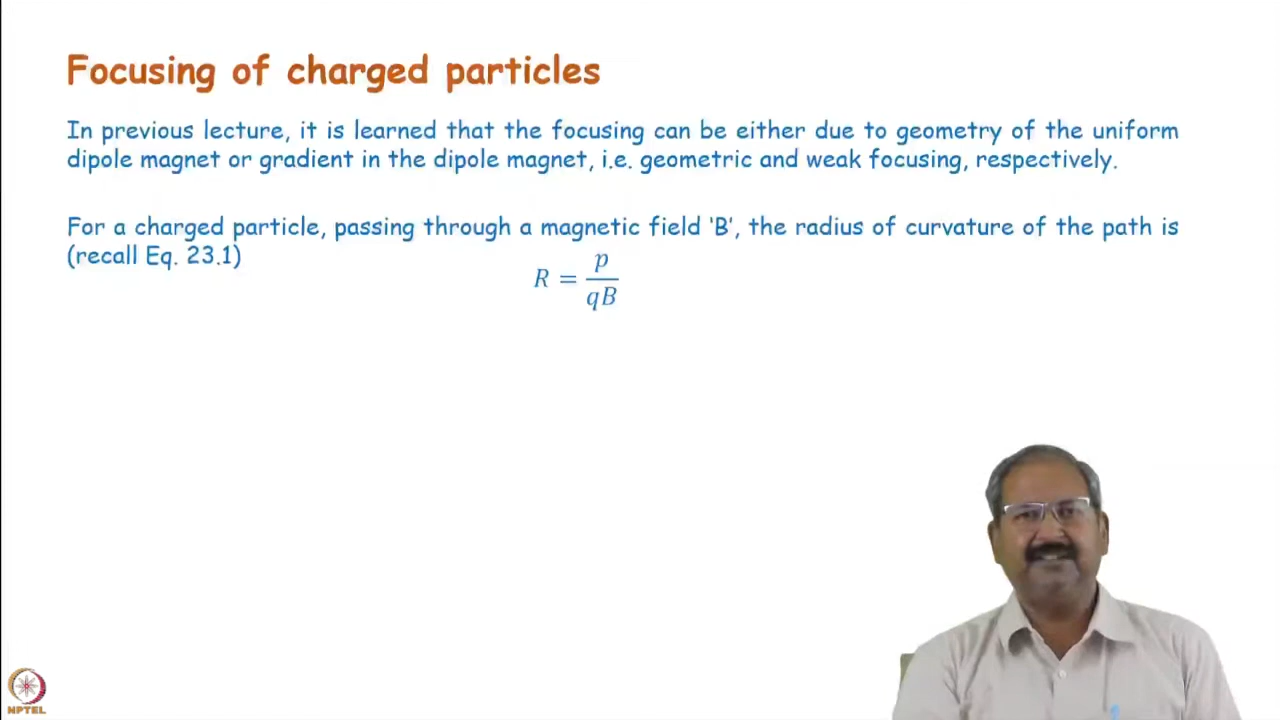 Focusing of charged particles
In previous lecture, it is learned that the focusing can be either due to geometry of the uniform
dipole magnet or gradient in the dipole magnet, i.e. geometric and weak focusing, respectively.
For a charged particle, passing through a magnetic field 'B', the radius of curvature of the path is
(recall Eq. 23.1)
R = p/qB
NPTEL